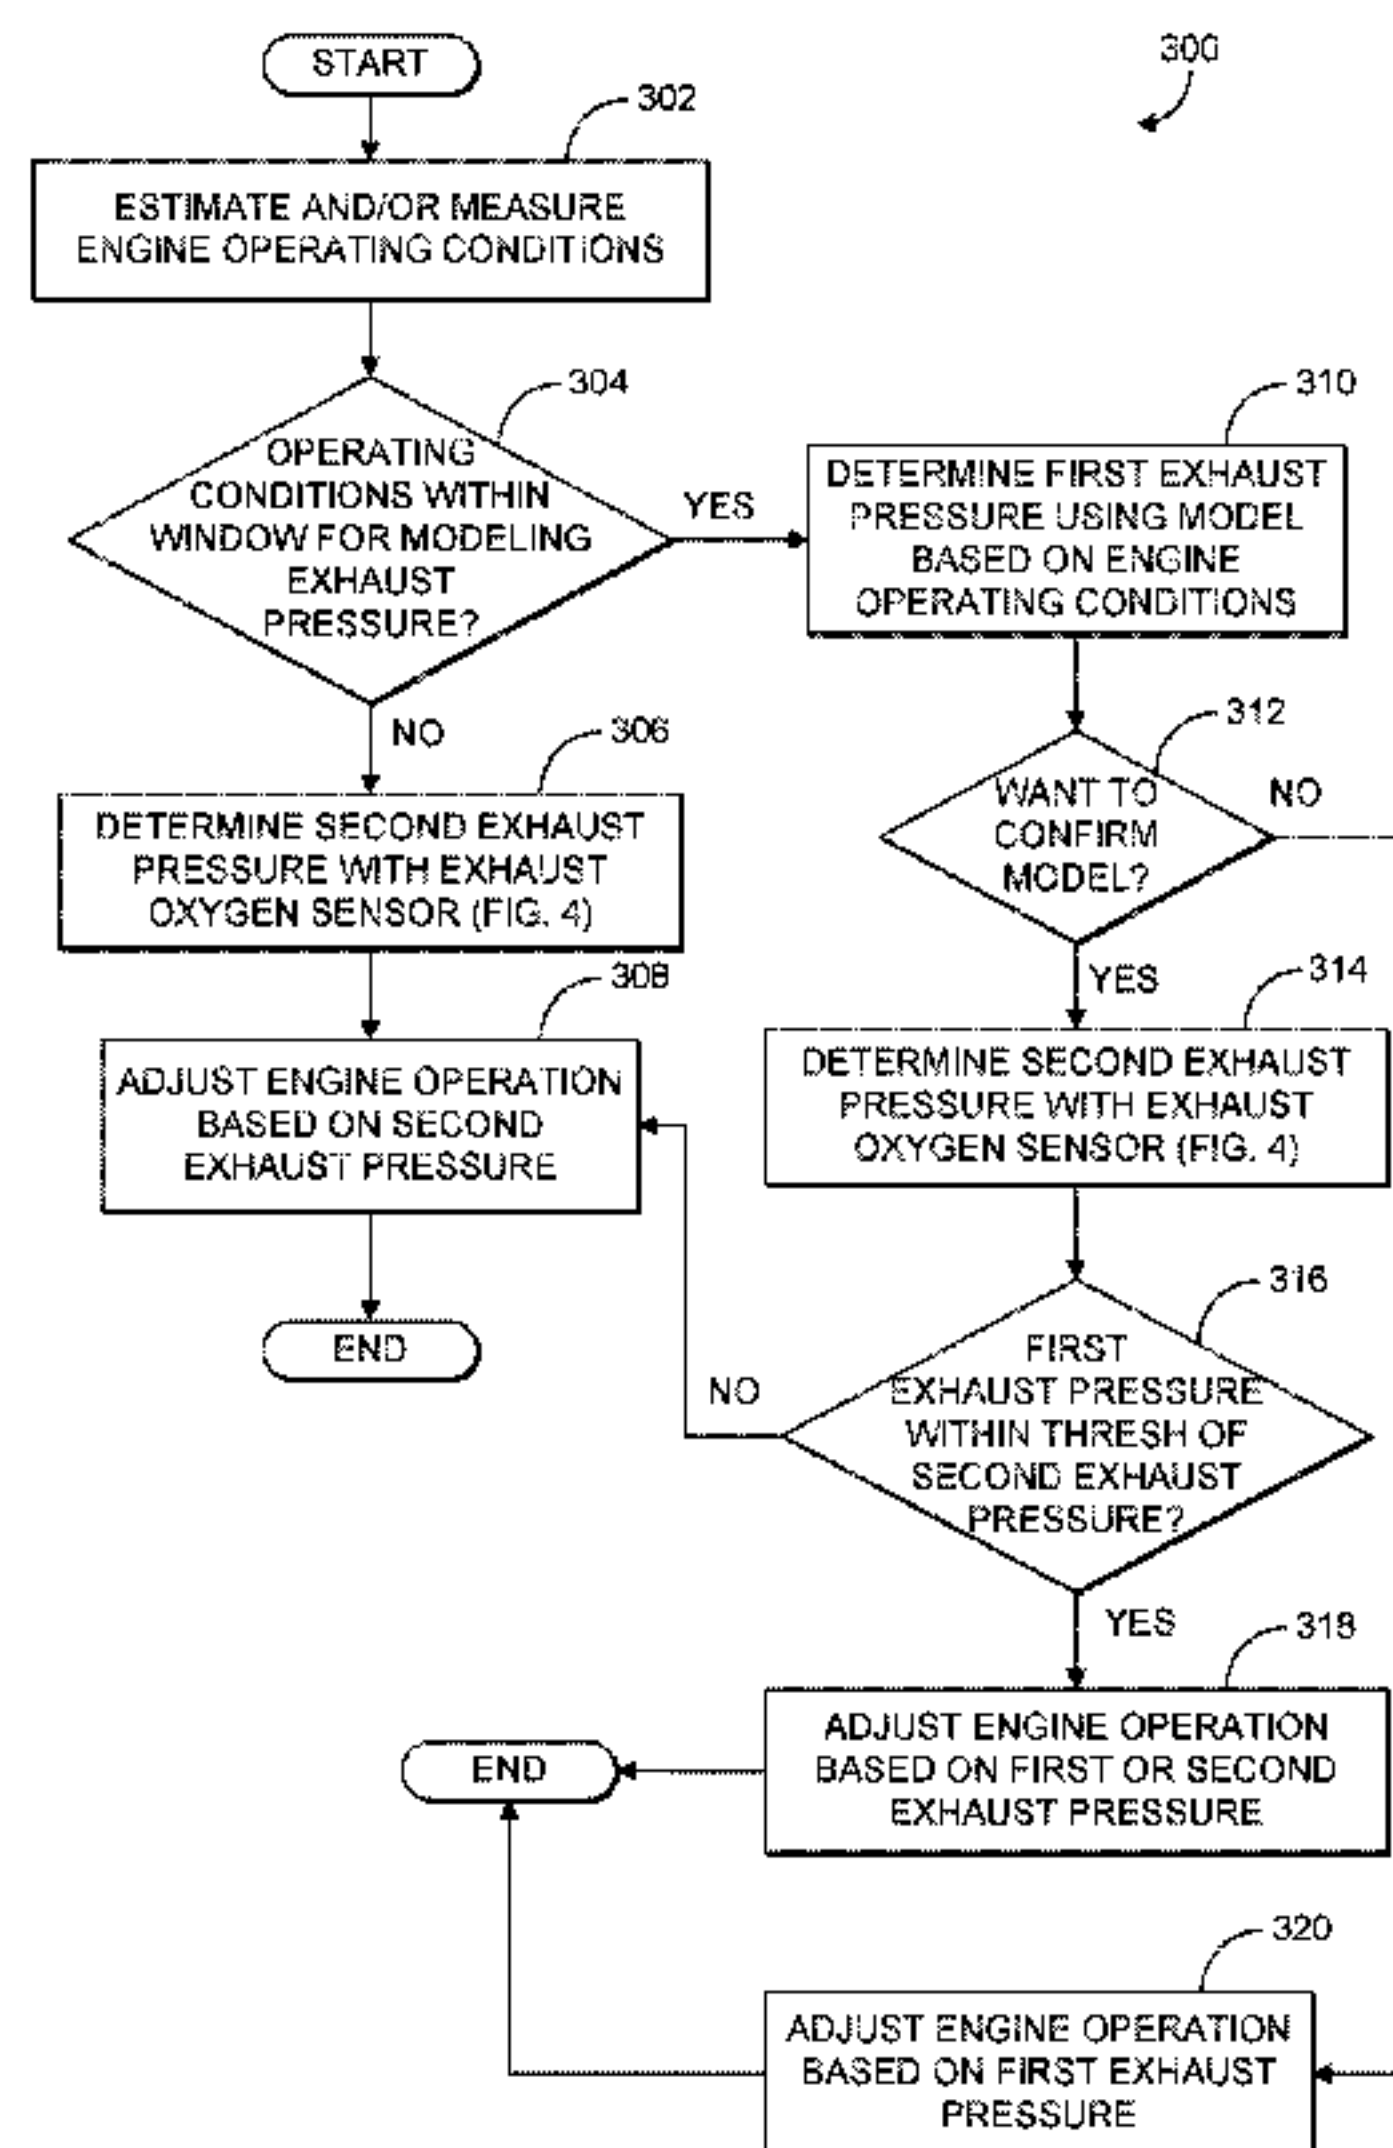 300
START
302
ESTIMATE AND/OR MEASURE
ENGINE OPERATING CONDITIONS
304
OPERATING
CONDITIONS WITHIN
WINDOW FOR MODELING
EXHAUST
PRESSURE?
YES
NO
310
DETERMINE FIRST EXHAUST
PRESSURE USING MODEL
BASED ON ENGINE
OPERATING CONDITIONS
306
DETERMINE SECOND EXHAUST
PRESSURE WITH EXHAUST
OXYGEN SENSOR (FIG. 4)
308
ADJUST ENGINE OPERATION
BASED ON SECOND
EXHAUST PRESSURE
END
312
WANT TO
CONFIRM
MODEL?
NO
YES
314
DETERMINE SECOND EXHAUST
PRESSURE WITH EXHAUST
OXYGEN SENSOR (FIG. 4)
316
FIRST
EXHAUST PRESSURE
WITHIN THRESH OF
SECOND EXHAUST
PRESSURE?
NO
YES
318
ADJUST ENGINE OPERATION
BASED ON FIRST OR SECOND
EXHAUST PRESSURE
END
320
ADJUST ENGINE OPERATION
BASED ON FIRST EXHAUST
PRESSURE